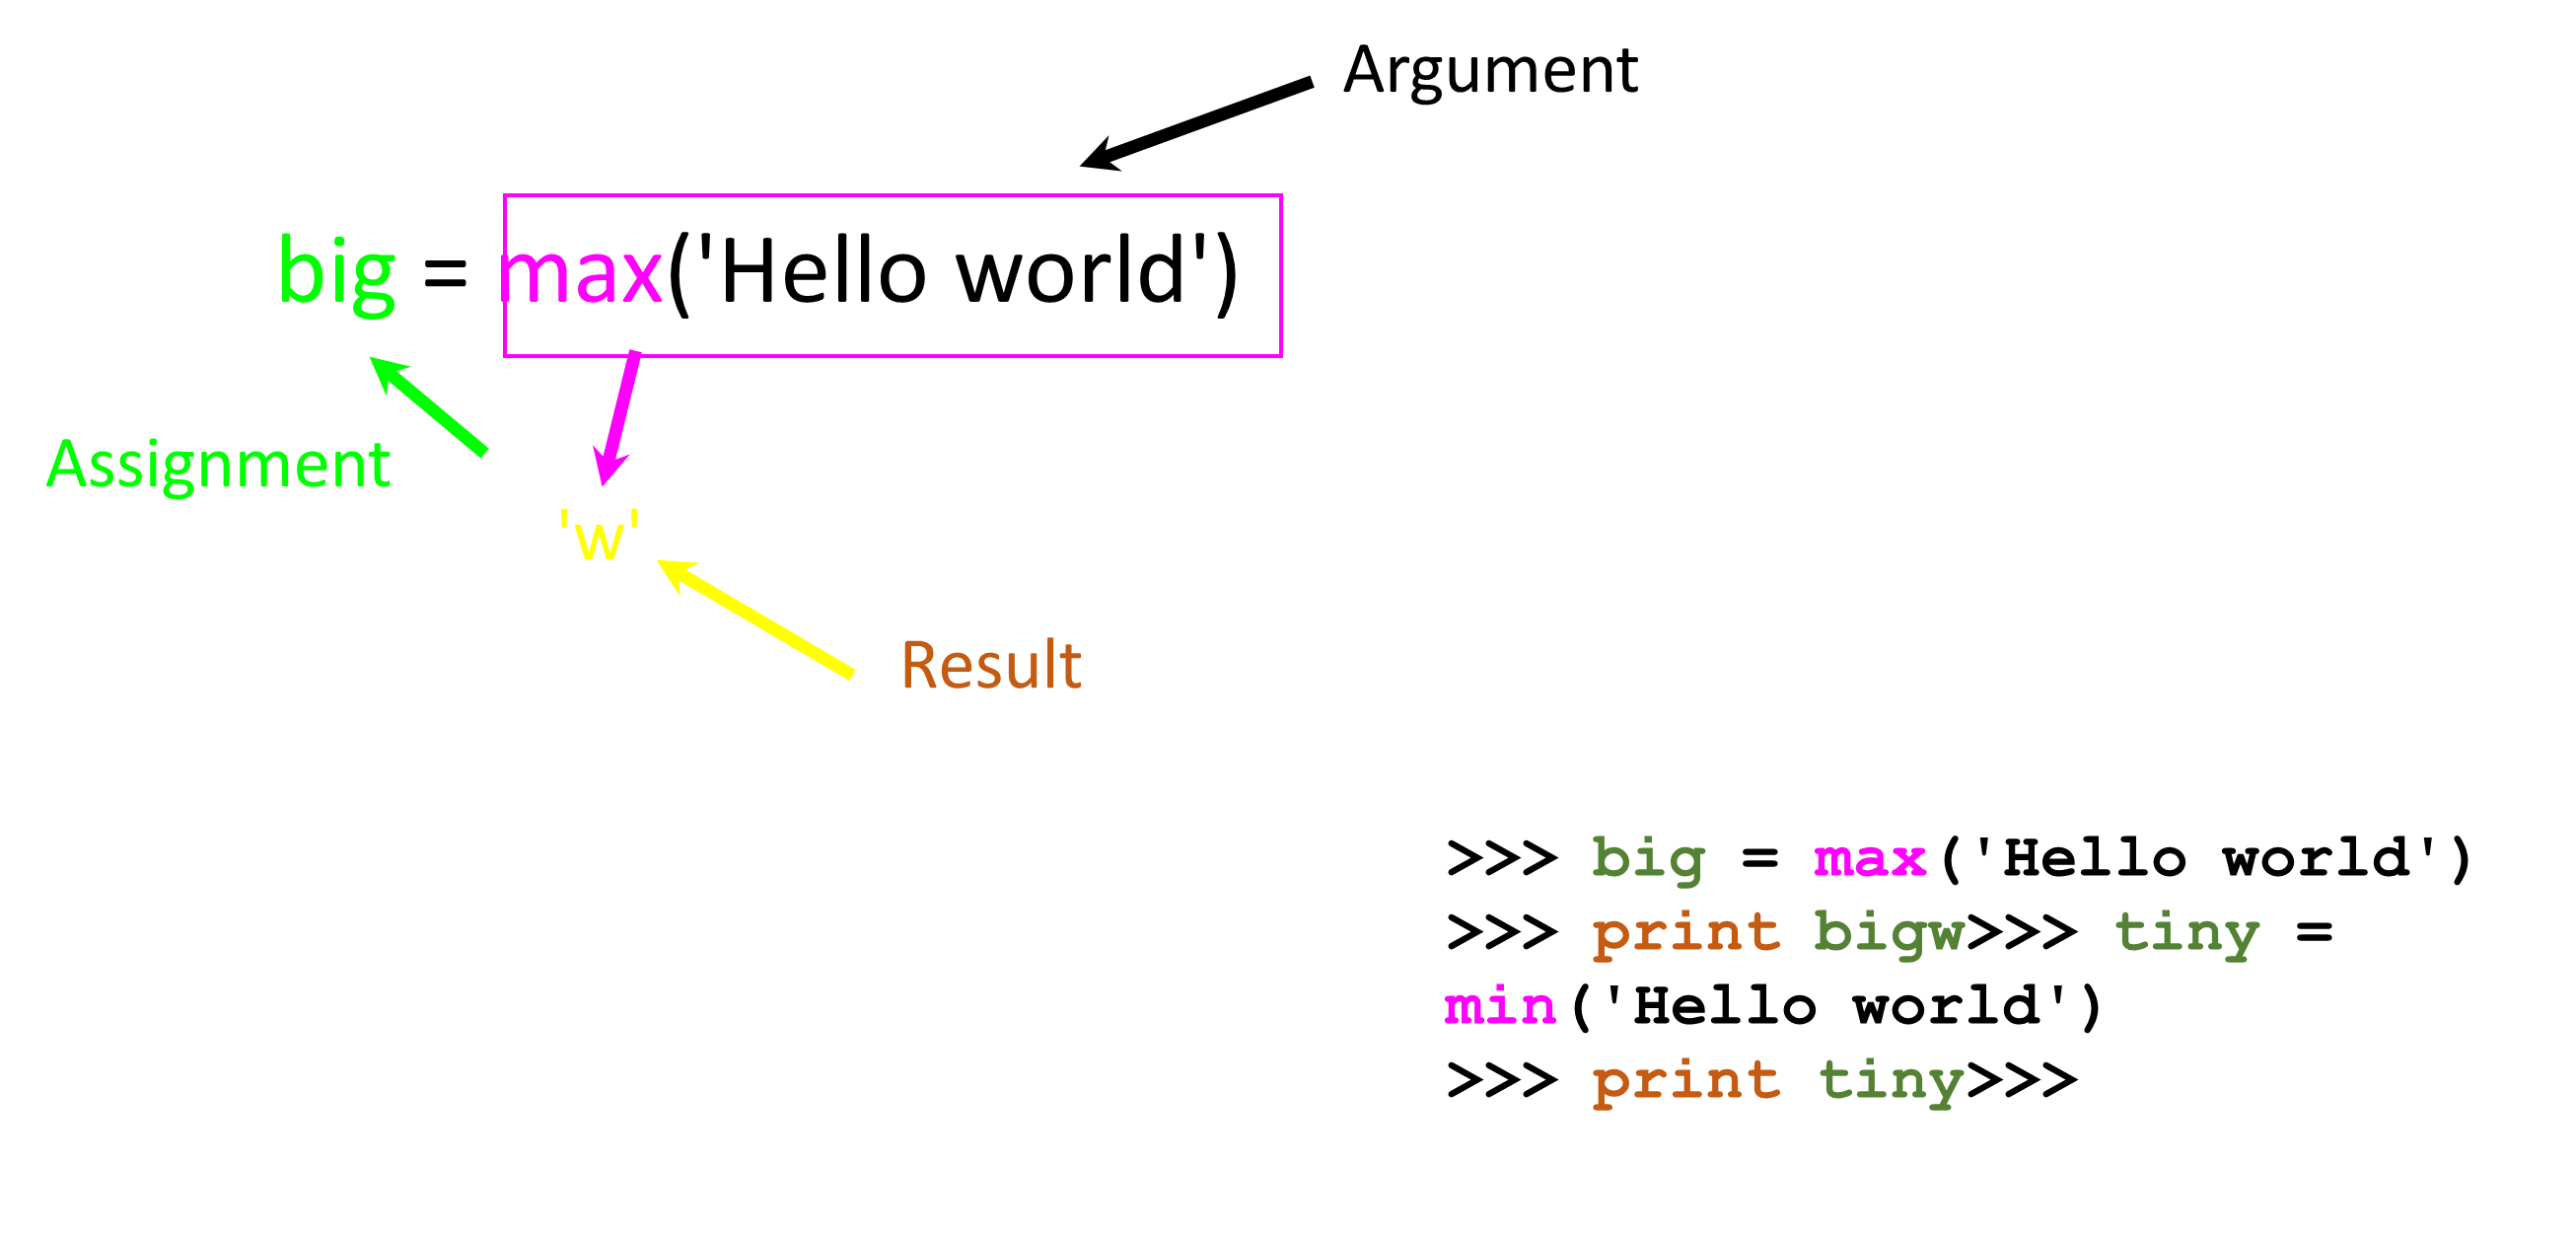 Argument
big = max('Hello world')
Assignment
'w'
Result
>>> big = max('Hello world')
>>> print bigw>>> tiny =
min('Hello world')
>>> print tiny>>>